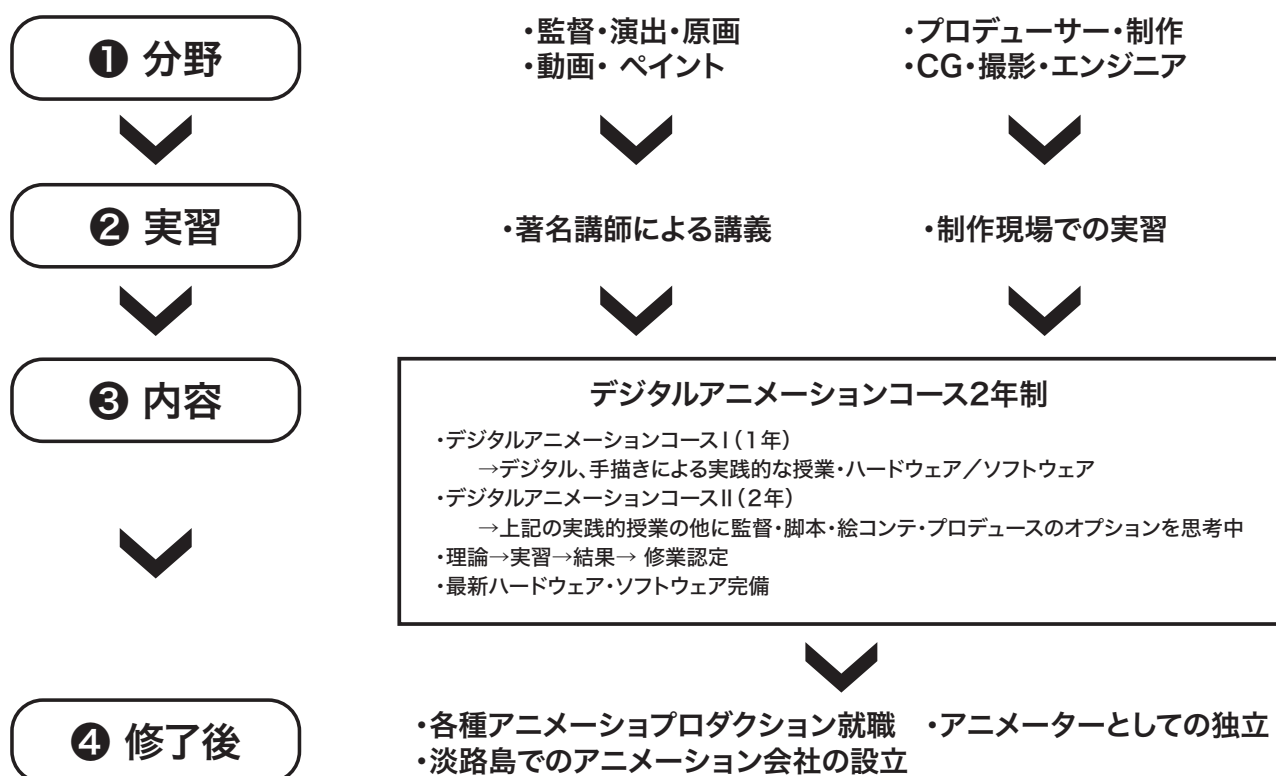 ❶ 分野
・監督・演出・原画
・動画・ ペイント
・プロデューサー・制作
・CG・撮影・エンジニア
❷ 実習
・著名講師による講義
・制作現場での実習
❸ 内容
デジタルアニメーションコース2年制
・デジタルアニメーションコースⅠ（1年）
→デジタル、手描きによる実践的な授業・ハードウェア／ソフトウェア
・デジタルアニメーションコースⅡ（2年）
→上記の実践的授業の他に監督・脚本・絵コンテ・プロデュースのオプションを思考中
・理論→実習→結果→ 修業認定
・最新ハードウェア・ソフトウェア完備
❹ 修了後
・各種アニメーショプロダクション就職 ・アニメーターとしての独立
・淡路島でのアニメーション会社の設立